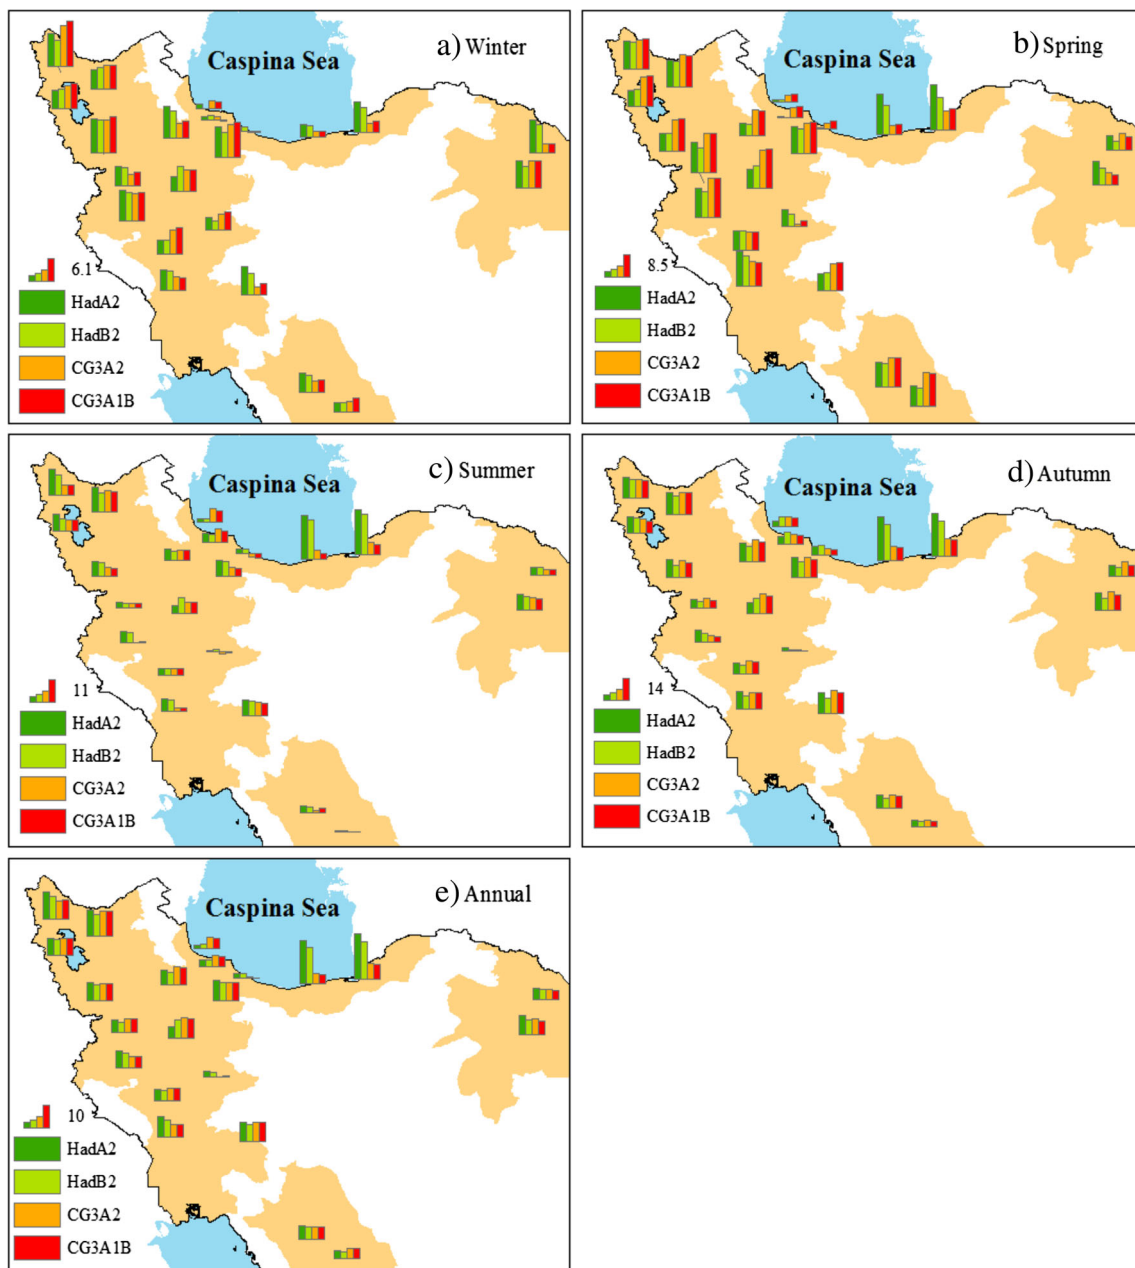 a) Winter
Caspina Sea
6.1
HadA2
HadB2
CG3A2
CG3A1B
b) Spring
Caspina Sea
8.5
HadA2
HadB2
CG3A2
CG3A1B
c) Summer
Caspina Sea
11
HadA2
HadB2
CG3A2
CG3A1B
d) Autumn
Caspina Sea
14
HadA2
HadB2
CG3A2
CG3A1B
e) Annual
Caspina Sea
10
HadA2
HadB2
CG3A2
CG3A1B